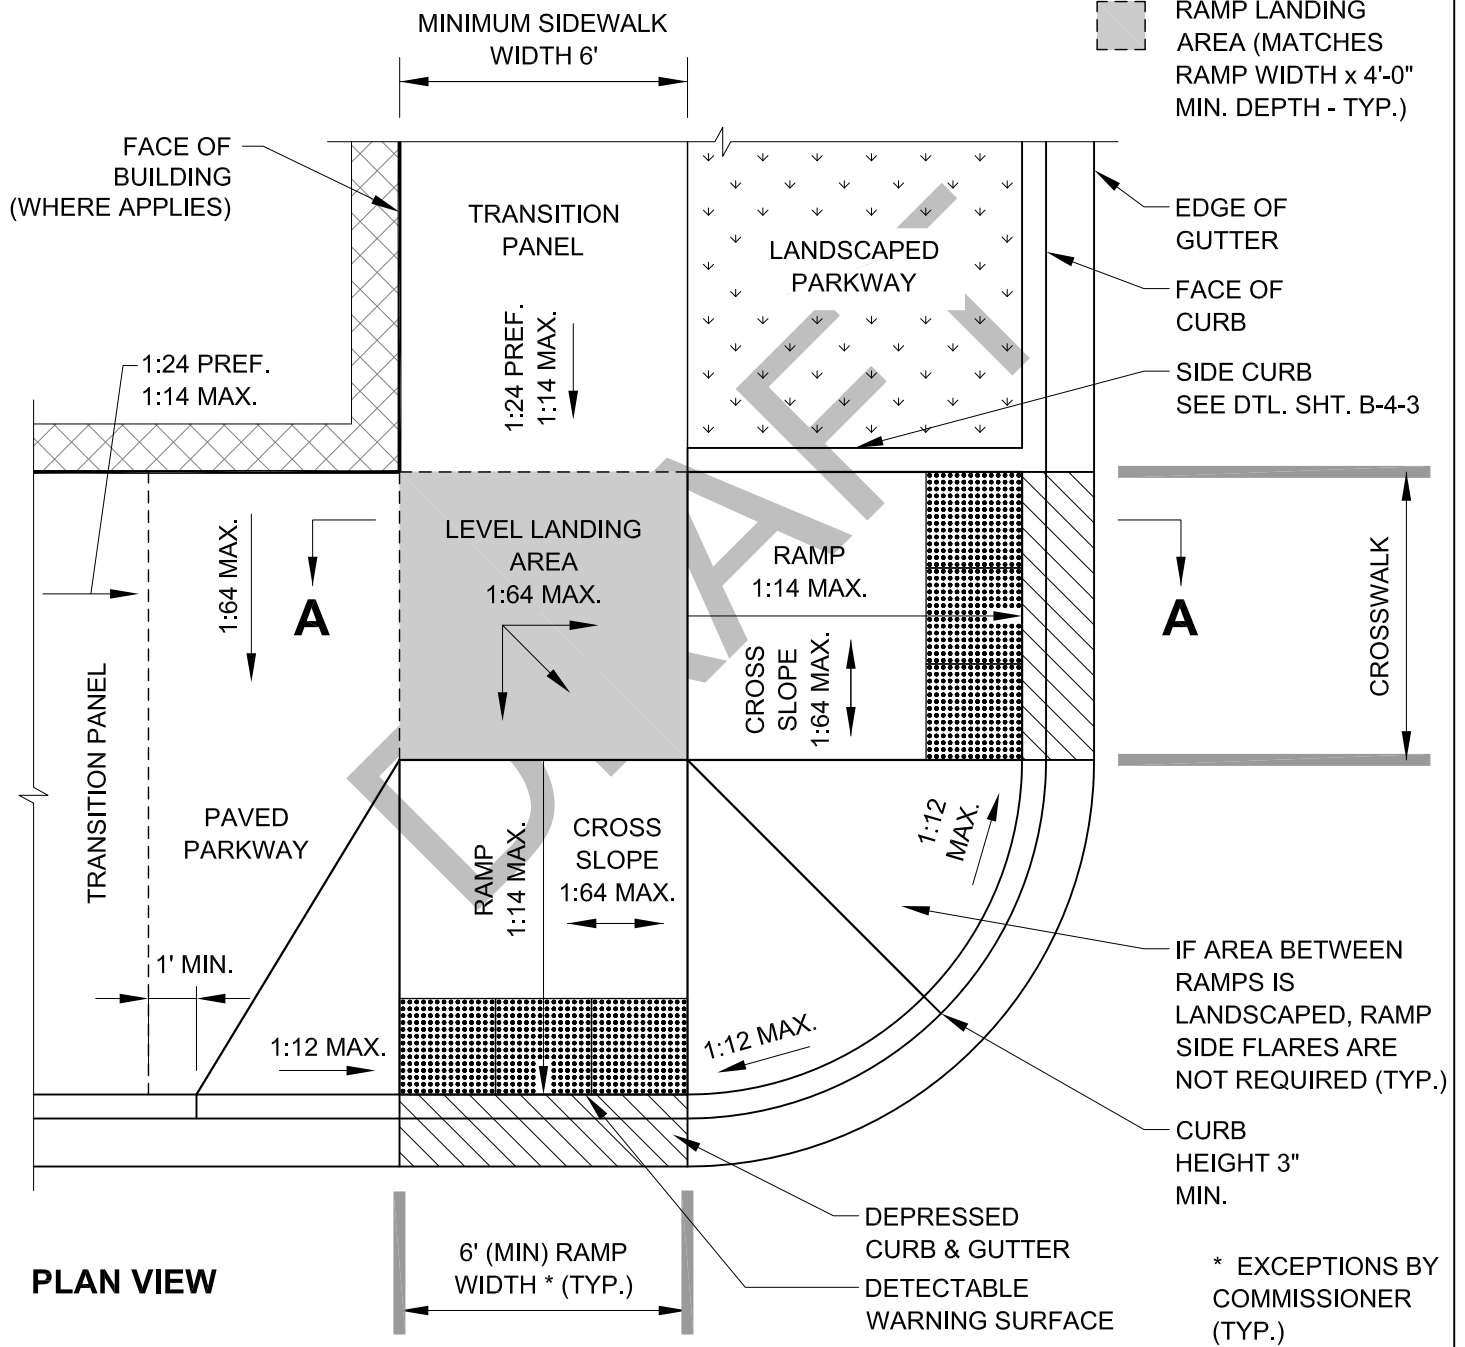 MINIMUM SIDEWALK
WIDTH 6'
RAMP LANDING
AREA (MATCHES
RAMP WIDTH x 4'-0"
MIN. DEPTH - TYP.)
FACE OF
BUILDING
(WHERE APPLIES)
TRANSITION
PANEL
LANDSCAPED
PARKWAY
EDGE OF
GUTTER
FACE OF
CURB
1:24 PREF.
1:14 MAX.
1:24 PREF.
1:14 MAX.
SIDE CURB
SEE DTL. SHT. B-4-3
DRAFT
1:64 MAX.
A
LEVEL LANDING
AREA
1:64 MAX.
RAMP
1:14 MAX.
CROSS
SLOPE
1:64 MAX.
A
CROSSWALK
TRANSITION PANEL
PAVED
PARKWAY
RAMP
1:14 MAX.
CROSS
SLOPE
1:64 MAX.
1:12
MAX.
1' MIN.
1:12 MAX.
1:12 MAX.
IF AREA BETWEEN
RAMPS IS
LANDSCAPED, RAMP
SIDE FLARES ARE
NOT REQUIRED (TYP.)
CURB
HEIGHT 3"
MIN.
DEPRESSED
CURB & GUTTER
DETECTABLE
WARNING SURFACE
6' (MIN) RAMP
WIDTH * (TYP.)
PLAN VIEW
* EXCEPTIONS BY
COMMISSIONER
(TYP.)